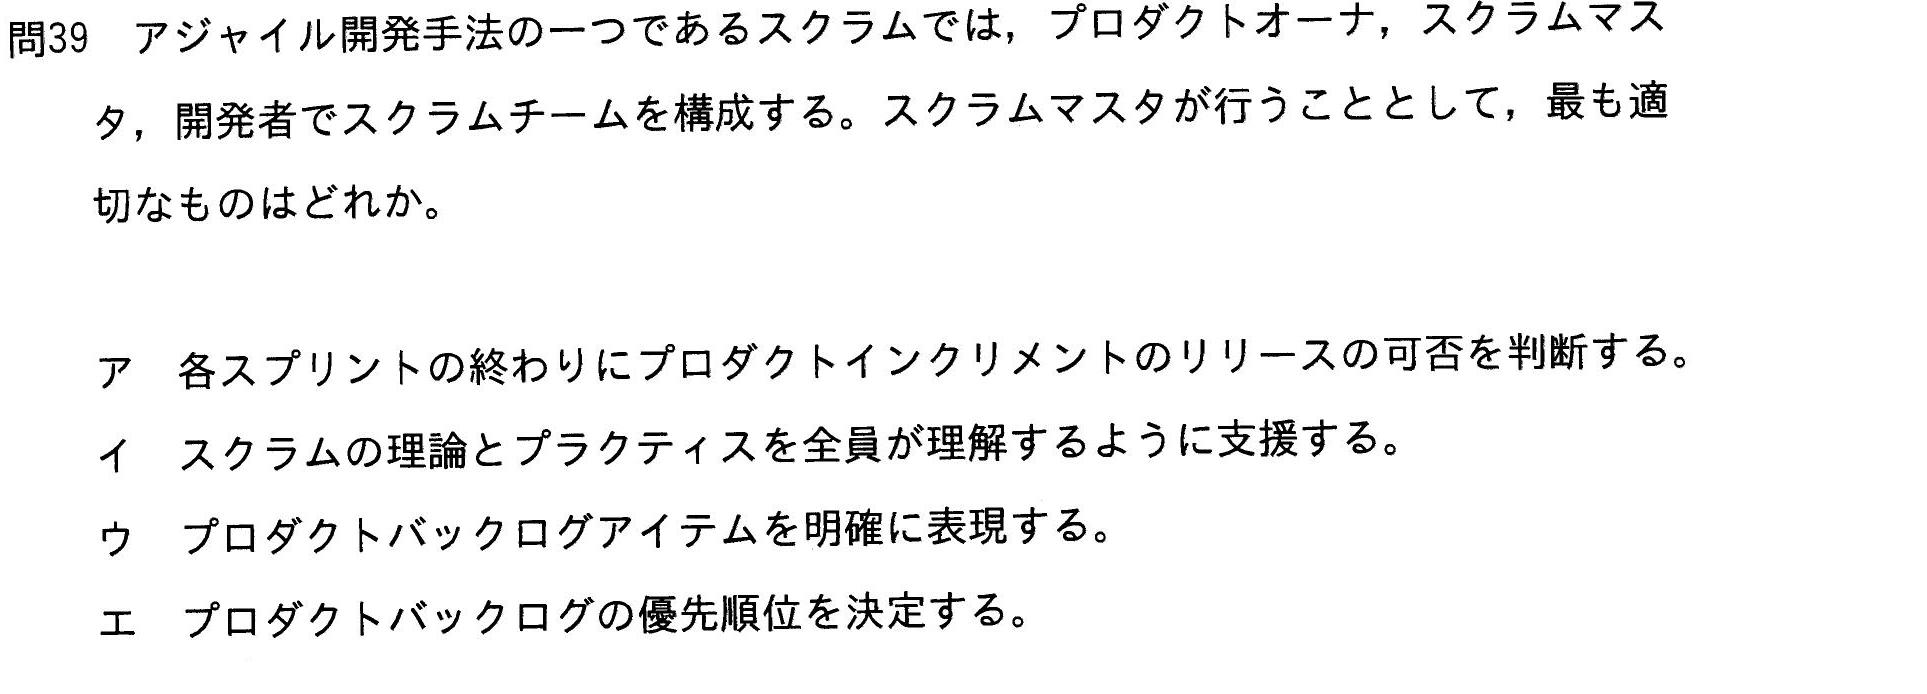 問39　アジャイル開発手法の一つであるスクラムでは，プロダクトオーナ，スクラムマス
タ，開発者でスクラムチームを構成する。スクラムマスタが行うこととして，最も適
切なものはどれか。
ア　各スプリントの終わりにプロダクトインクリメントのリリースの可否を判断する。
イ　スクラムの理論とプラクティスを全員が理解するように支援する。
ウ　プロダクトバックログアイテムを明確に表現する。
エ　プロダクトバックログの優先順位を決定する。